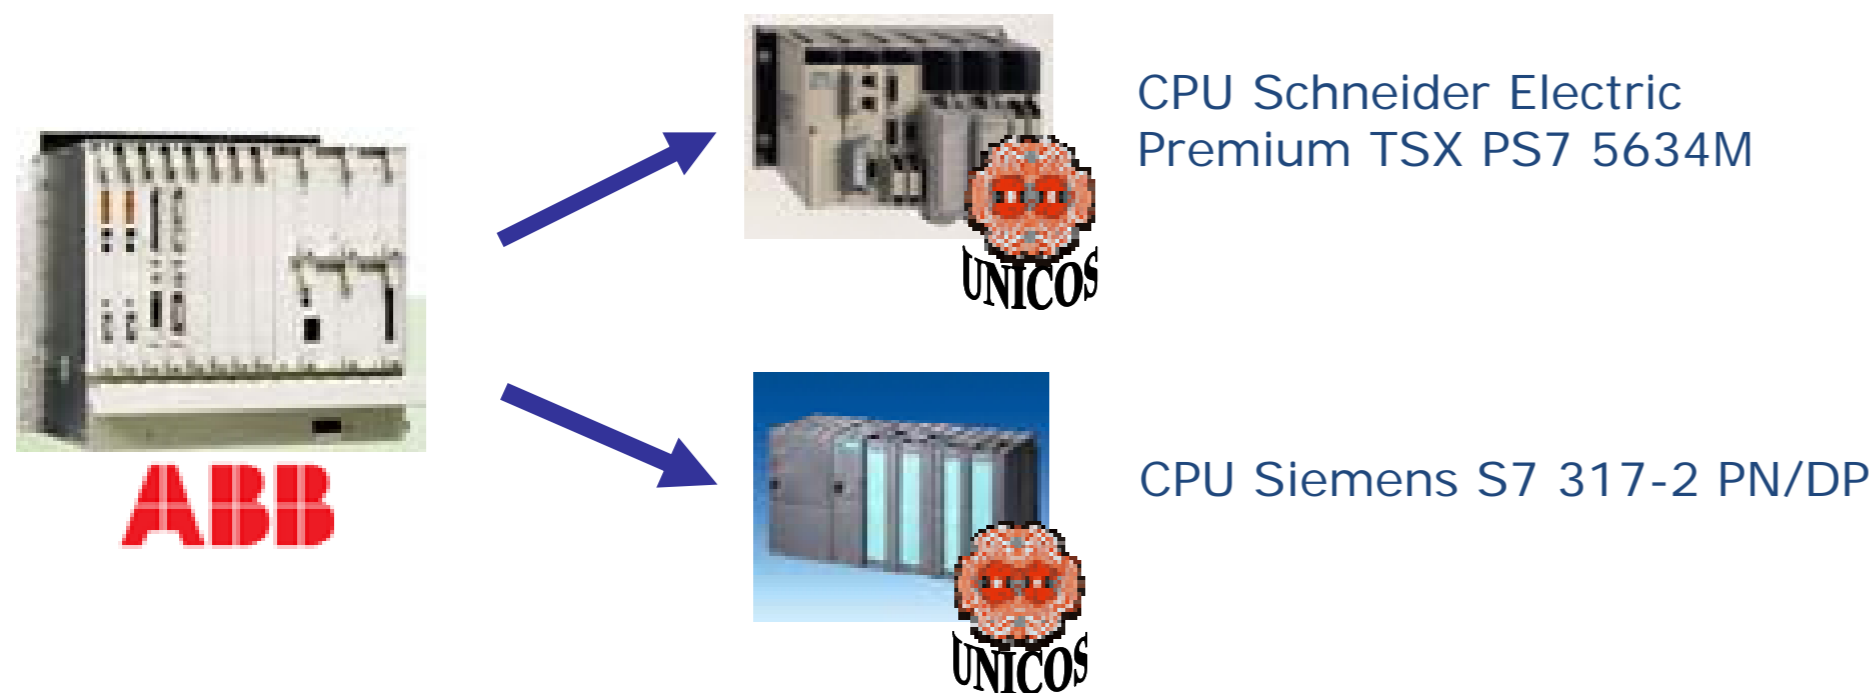 CPU Schneider Electric
Premium TSX PS7 5634M
UNICOS
ABB
CPU Siemens S7 317-2 PN/DP
UNICOS